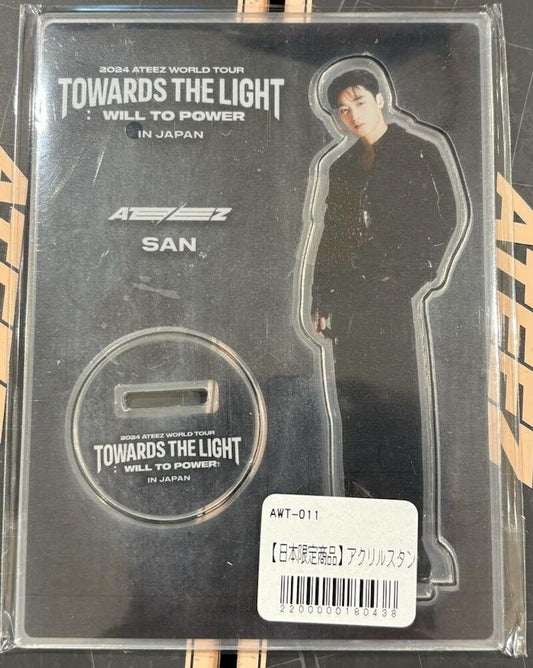 2024 ATEEZ WORLD TOUR
TOWARDS THE LIGHT
: WILL TO POWER
IN JAPAN
ATEEZ
SAN
2024 ATEEZ WORLD TOUR
TOWARDS THE LIGHT
: WILL TO POWER
IN JAPAN
AWT-011
【日本限定商品】アクリルスタン
2200000180438
ATEEZ
ATEEZ